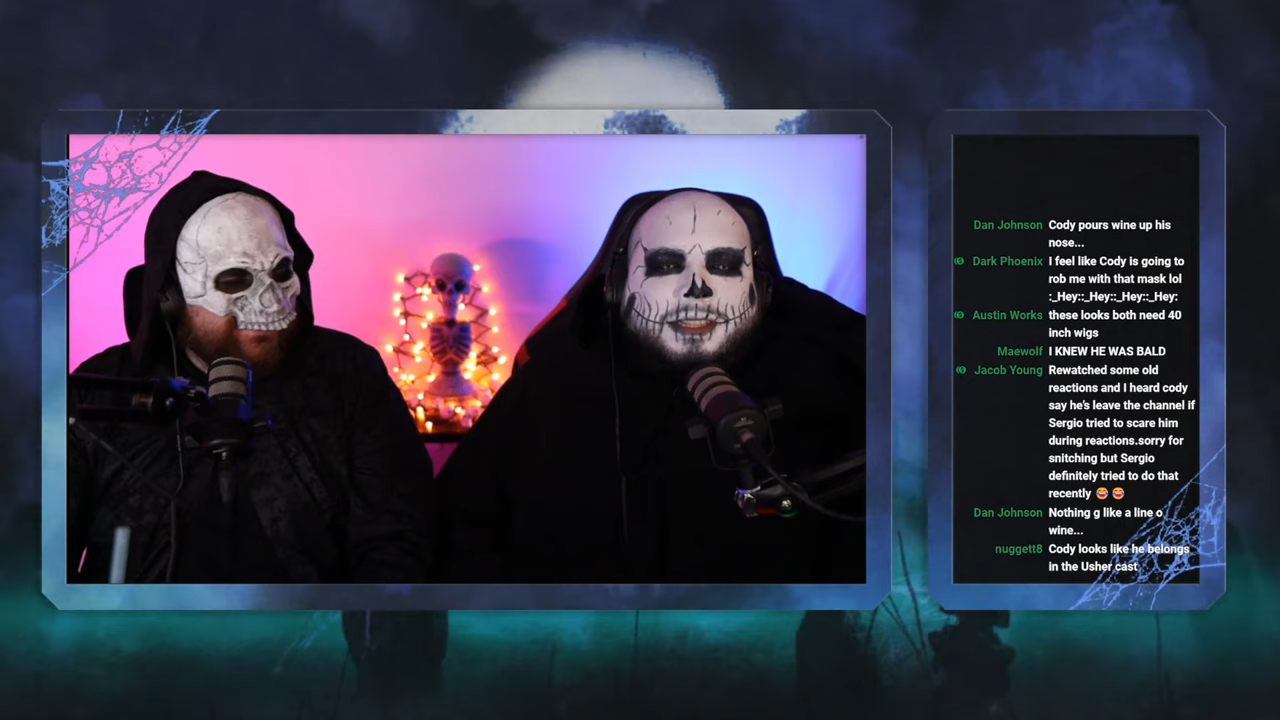 Dan Johnson Cody pours wine up his
nose...
Dark Phoenix I feel like Cody is going to
rob me with that mask lol
:_Hey::_Hey::_Hey::_Hey:
Austin Works these looks both need 40
inch wigs
Maewolf I KNEW HE WAS BALD
Jacob Young Rewatched some old
reactions and I heard cody
say he's leave the channel if
Sergio tried to scare him
during reactions.sorry for
snitching but Sergio
definitely tried to do that
recently
Dan Johnson Nothing g like a line o
wine...
nuggett8 Cody looks like he belongs
in the Usher cast